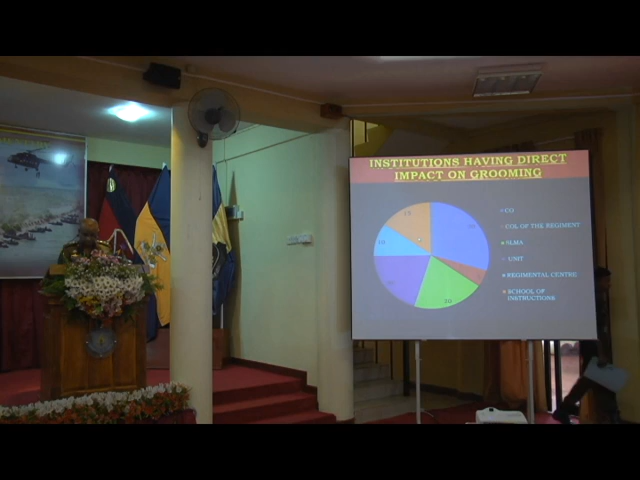 INSTITUTIONS HAVING DIRECT
IMPACT ON GROOMING
CO
COL OF THE REGIMENT
SLMA
UNIT
REGIMENTAL CENTRE
SCHOOL OF
INSTRUCTIONS